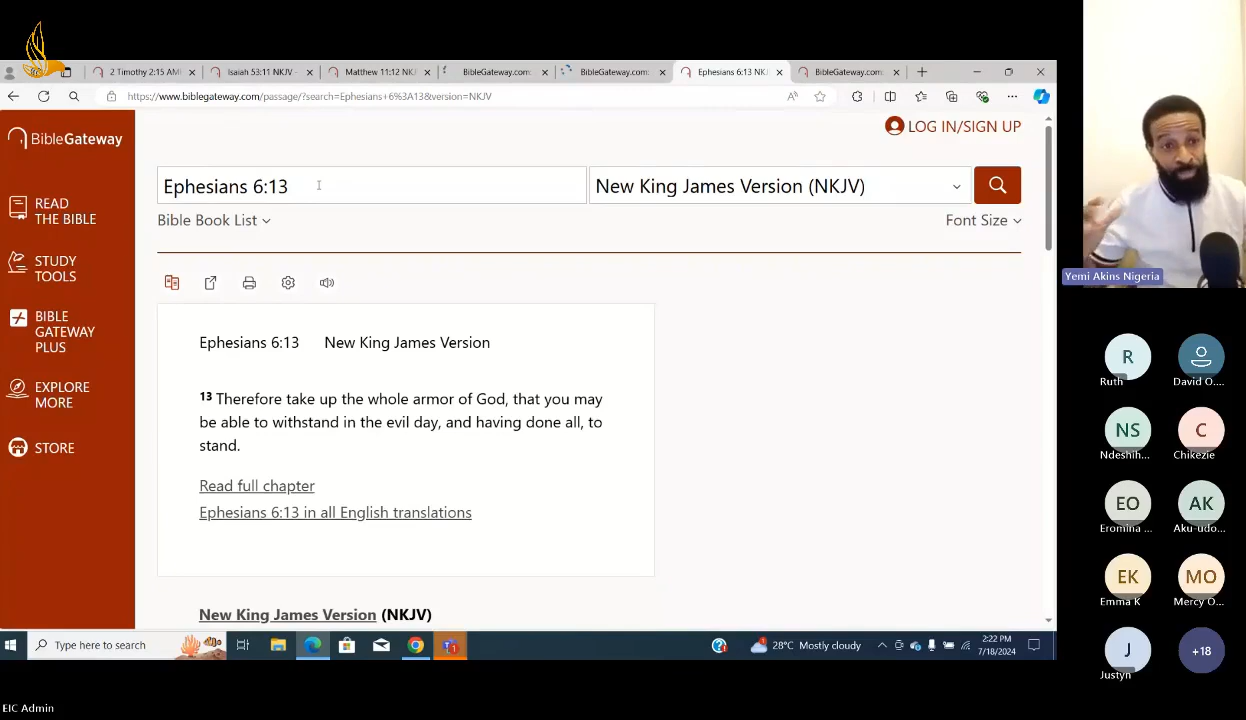 2 Timothy 2:15 AM
Isaiah 53:11 NKJV
Matthew 11:12 NKJ
BibleGateway.com
BibleGateway.com:
Ephesians 6:13 NKJ
BibleGateway.com:
https://www.biblegateway.com/passage/?search=Ephesians+6%3A13&version=NKJV
BibleGateway
LOG IN/SIGN UP
Ephesians 6:13
New King James Version (NKJV)
Bible Book List
Font Size
READ
THE BIBLE
STUDY
TOOLS
BIBLE
GATEWAY
PLUS
EXPLORE
MORE
STORE
Ephesians 6:13 New King James Version
13 Therefore take up the whole armor of God, that you may
be able to withstand in the evil day, and having done all, to
stand.
Read full chapter
Ephesians 6:13 in all English translations
New King James Version (NKJV)
Type here to search
28°C Mostly cloudy
2:22 PM
7/18/2024
Yemi Akins Nigeria
R
Ruth
David O....
NS
Ndeshih...
C
Chikezie
EO
Eromina ...
AK
Aku-udo...
EK
Emma K
MO
Mercy O...
J
Justyn
+18
EIC Admin